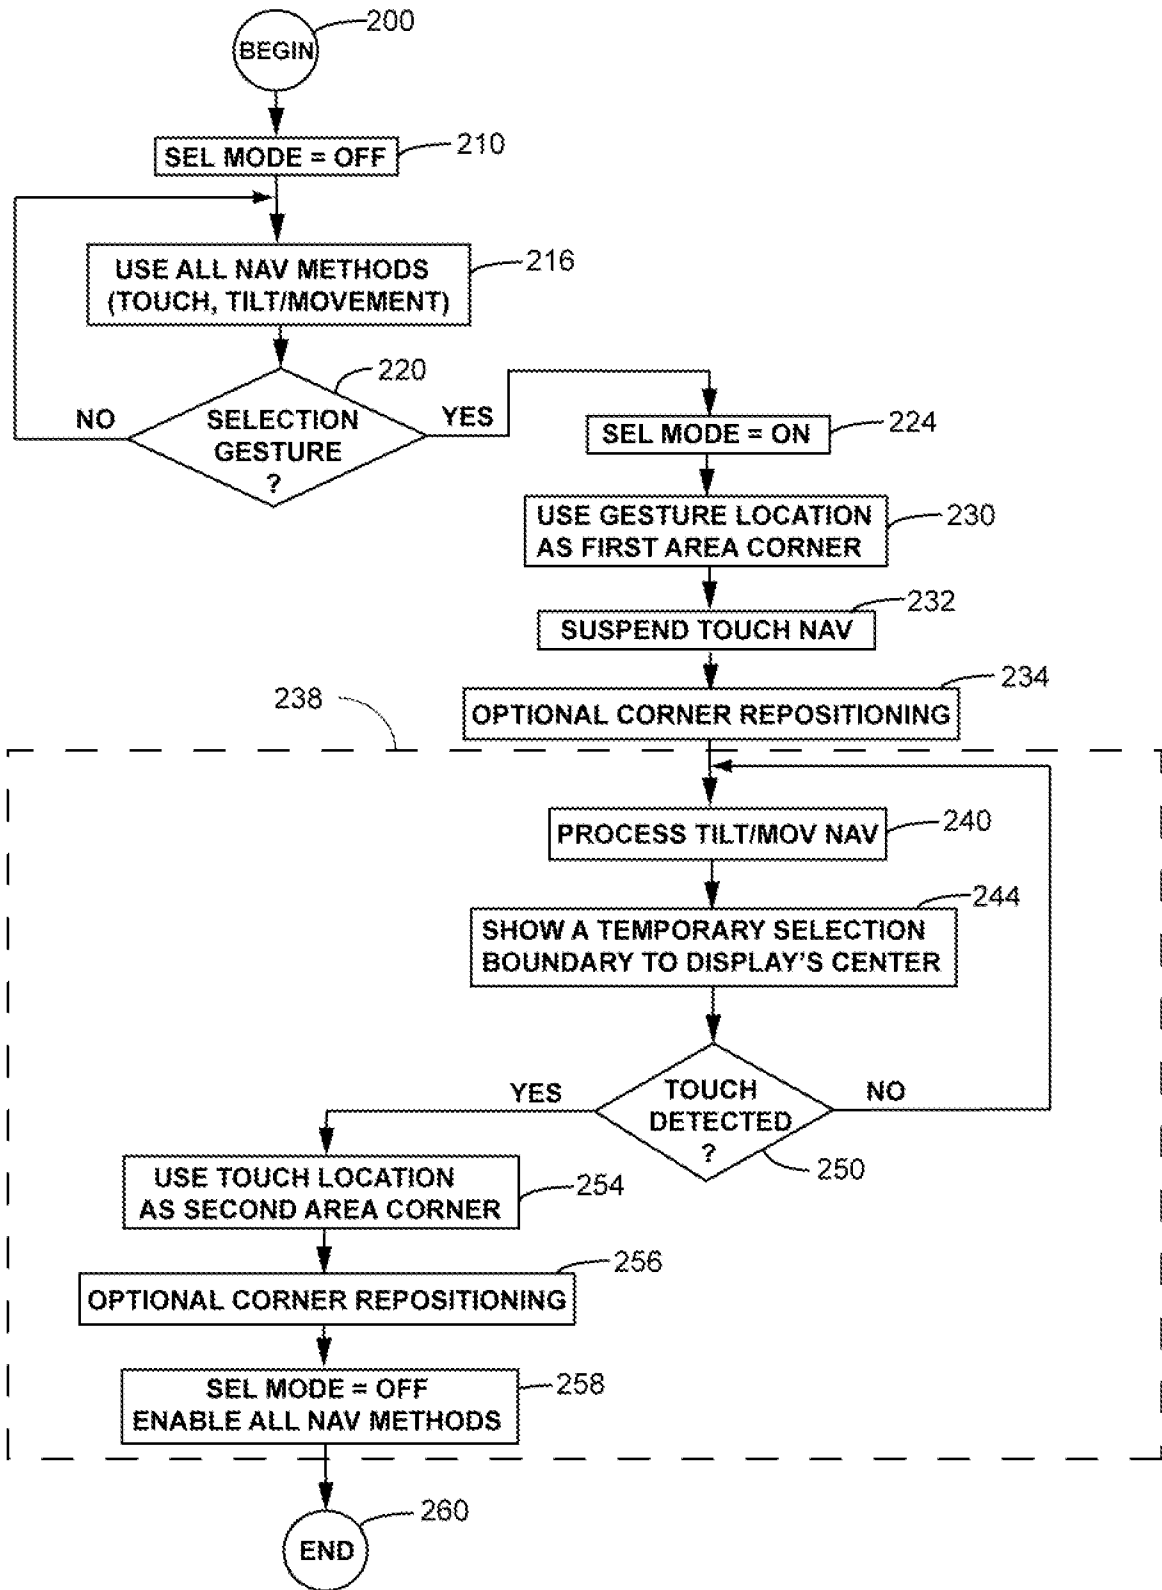 200
BEGIN
SEL MODE = OFF
210
USE ALL NAV METHODS
(TOUCH, TILT/MOVEMENT)
216
220
SELECTION
GESTURE
?
NO
YES
SEL MODE = ON
224
USE GESTURE LOCATION
AS FIRST AREA CORNER
230
232
SUSPEND TOUCH NAV
234
OPTIONAL CORNER REPOSITIONING
238
PROCESS TILT/MOV NAV
240
244
SHOW A TEMPORARY SELECTION
BOUNDARY TO DISPLAY'S CENTER
TOUCH
DETECTED
?
YES
NO
250
USE TOUCH LOCATION
AS SECOND AREA CORNER
254
256
OPTIONAL CORNER REPOSITIONING
SEL MODE = OFF
ENABLE ALL NAV METHODS
258
260
END